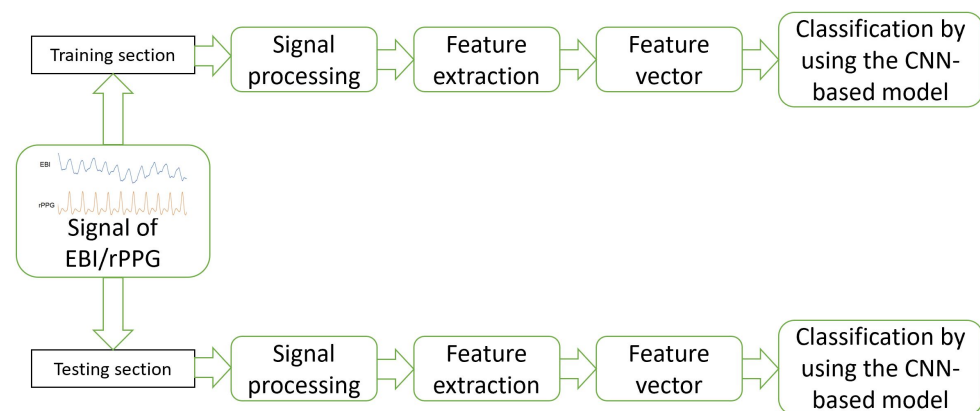 Training section
Signal
processing
Feature
extraction
Feature
vector
Classification by
using the CNN-
based model
EBI
rPPG
Signal of
EBI/rPPG
Testing section
Signal
processing
Feature
extraction
Feature
vector
Classification by
using the CNN-
based model